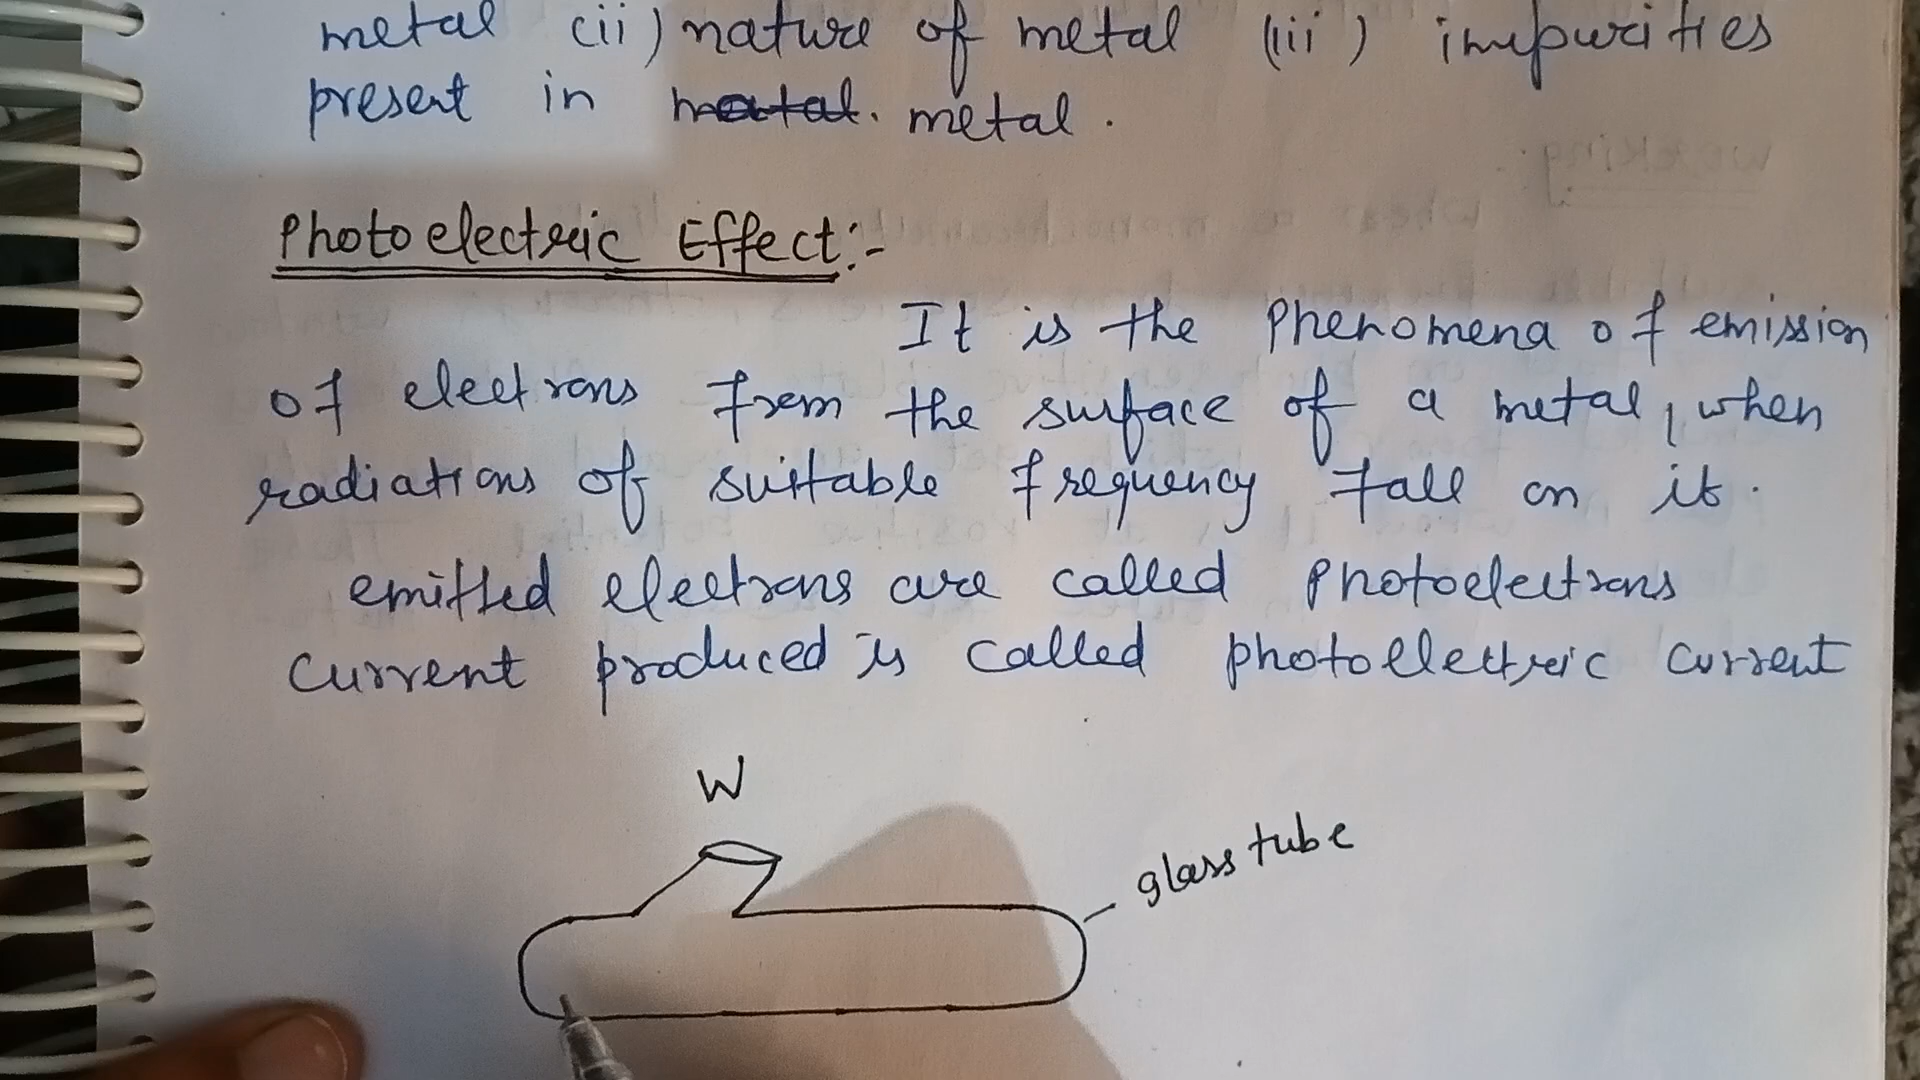 metal (ii) nature of metal (iii) impurities
present in metal.
Photoelectric Effect:-
It is the Phenomena of emission
of electrons from the surface of a metal, when
radiations of suitable frequency fall on it.
emitted electrons are called Photoelectrons
Current produced is called photoelectric current
W
glass tube